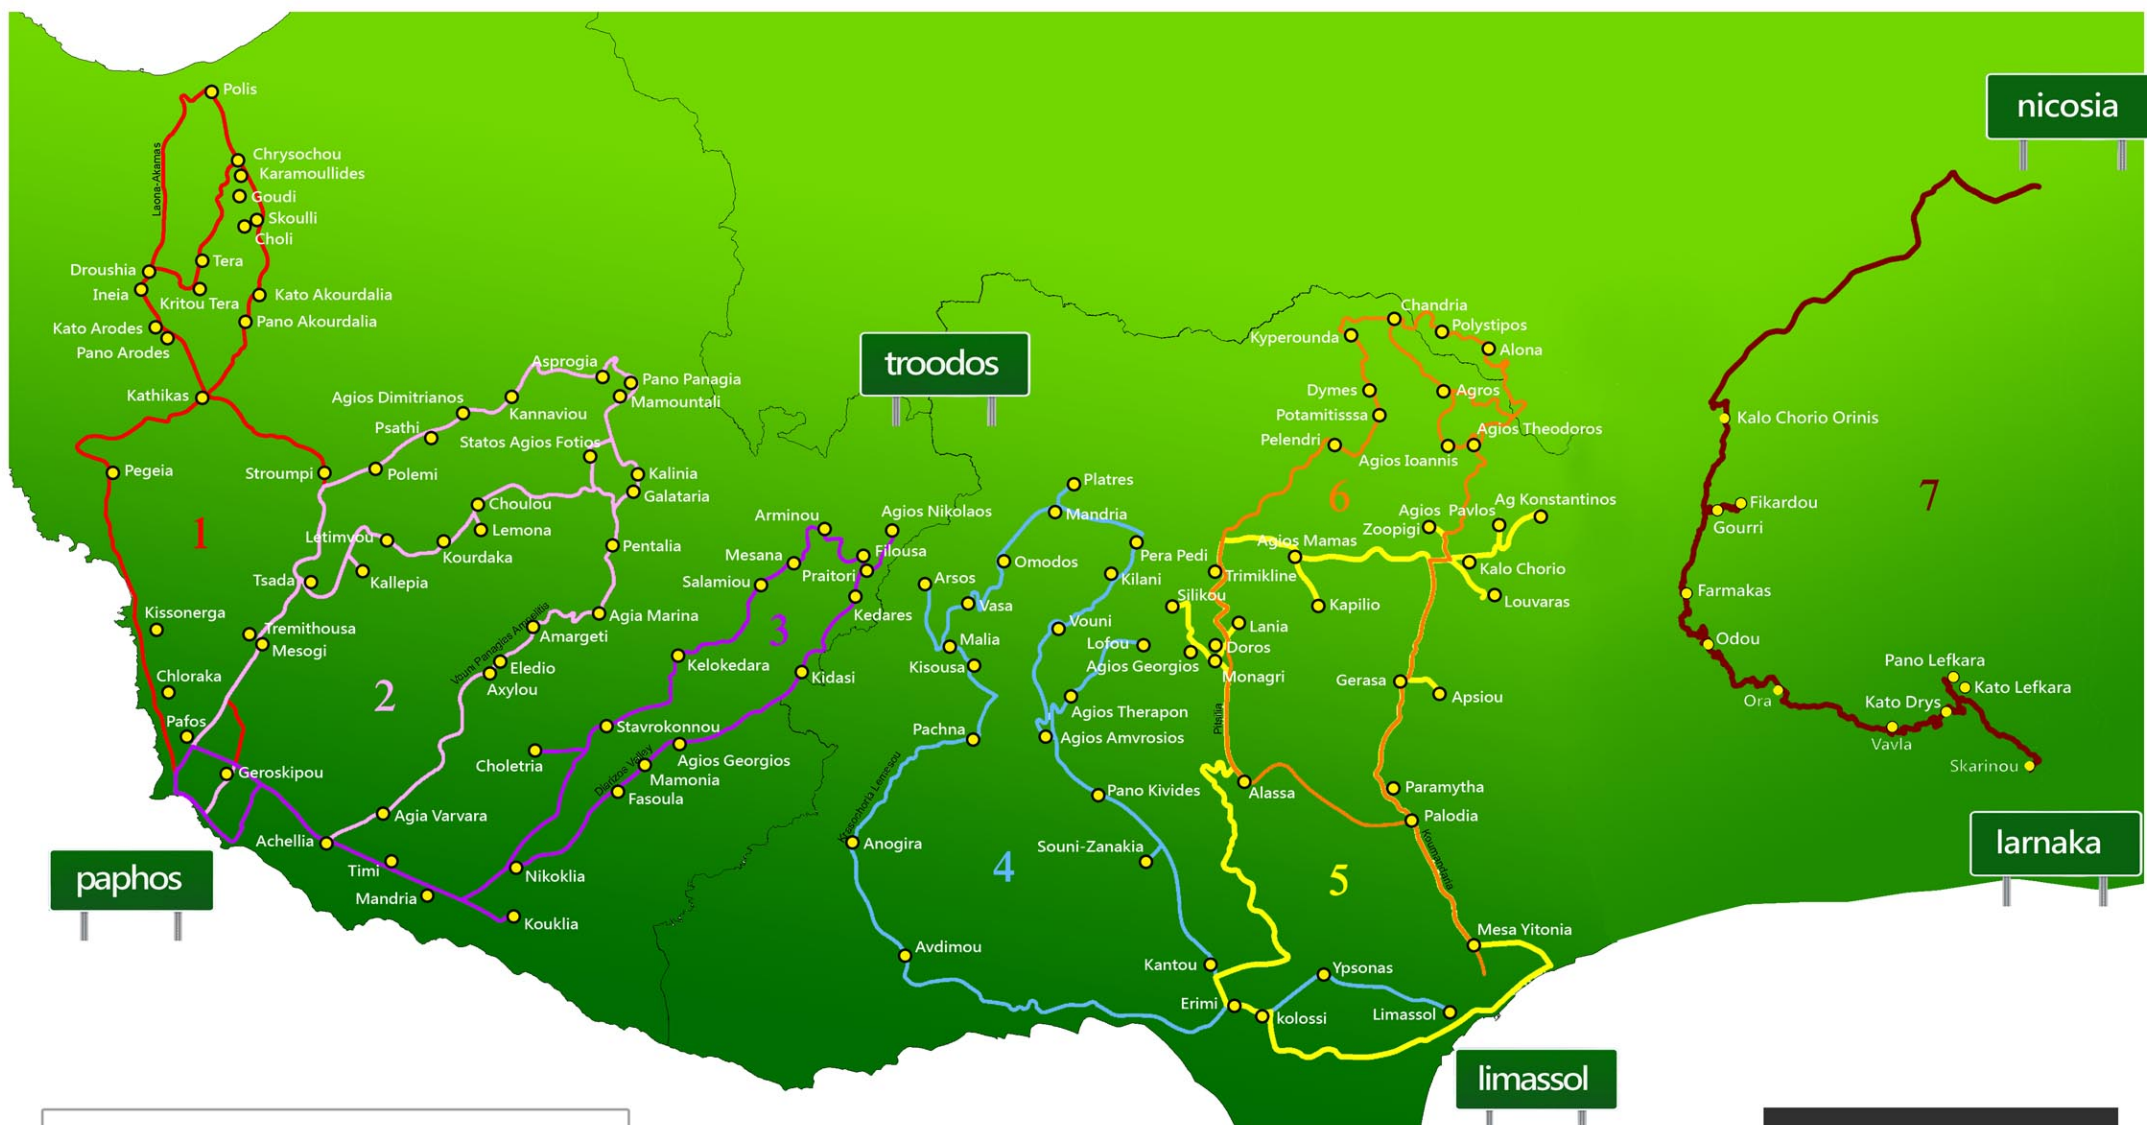 nicosia
Polis
Chrysochou
Karamoullides
Goudi
Skoulli
Choli
Laona-Akamas
Tera
Droushia
Ineia
Kritou Tera
Kato Akourdalia
Kato Arodes
Pano Akourdalia
Pano Arodes
Kathikas
Pegeia
Stroumpi
1
Kissonerga
Chloraka
Pafos
Geroskipou
paphos
Asprogia
Pano Panagia
Mamountali
Agios Dimitrianos
Kannaviou
Psathi
Statos Agios Fotios
Polemi
Kalinia
Galataria
Choulou
Lemona
Letimvou
Kourdaka
Pentalia
Tsada
Kallepia
Agia Marina
Amargeti
Tremithousa
Mesogi
Vouni Panagias Ampelitis
Eledio
Axylou
2
Agia Varvara
Achellia
Timi
Mandria
troodos
Arminou
Agios Nikolaos
Mesana
Filousa
Praitori
Salamiou
Kedares
3
Kelokedara
Kidasi
Stavrokonnou
Choletria
Agios Georgios
Diarizos Valley
Mamonia
Fasoula
Nikoklia
Kouklia
Platres
Mandria
Pera Pedi
Omodos
Kilani
Arsos
Vasa
Vouni
Malia
Lofou
Kisousa
Agios Georgios
Agios Therapon
Pachna
Agios Amvrosios
Pano Kivides
Krasohoria Lemesou
Anogira
Souni-Zanakia
4
Avdimou
Kantou
Erimi
kolossi
Ypsonas
Limassol
Chandria
Polystipos
Kyperounda
Alona
Dymes
Agros
Potamitisssa
Agios Theodoros
Pelendri
Agios Ioannis
6
Ag Konstantinos
Agios Pavlos
Zoopigi
Agios Mamas
Trimikline
Kalo Chorio
Silikou
Kapilio
Louvaras
Lania
Doros
Monagri
Gerasa
Apsiou
Pitsilia
Alassa
Paramytha
Palodia
Koumandaria
5
Mesa Yitonia
limassol
Kalo Chorio Orinis
7
Fikardou
Gourri
Farmakas
Odou
Pano Lefkara
Kato Lefkara
Ora
Kato Drys
Vavla
Skarinou
larnaka